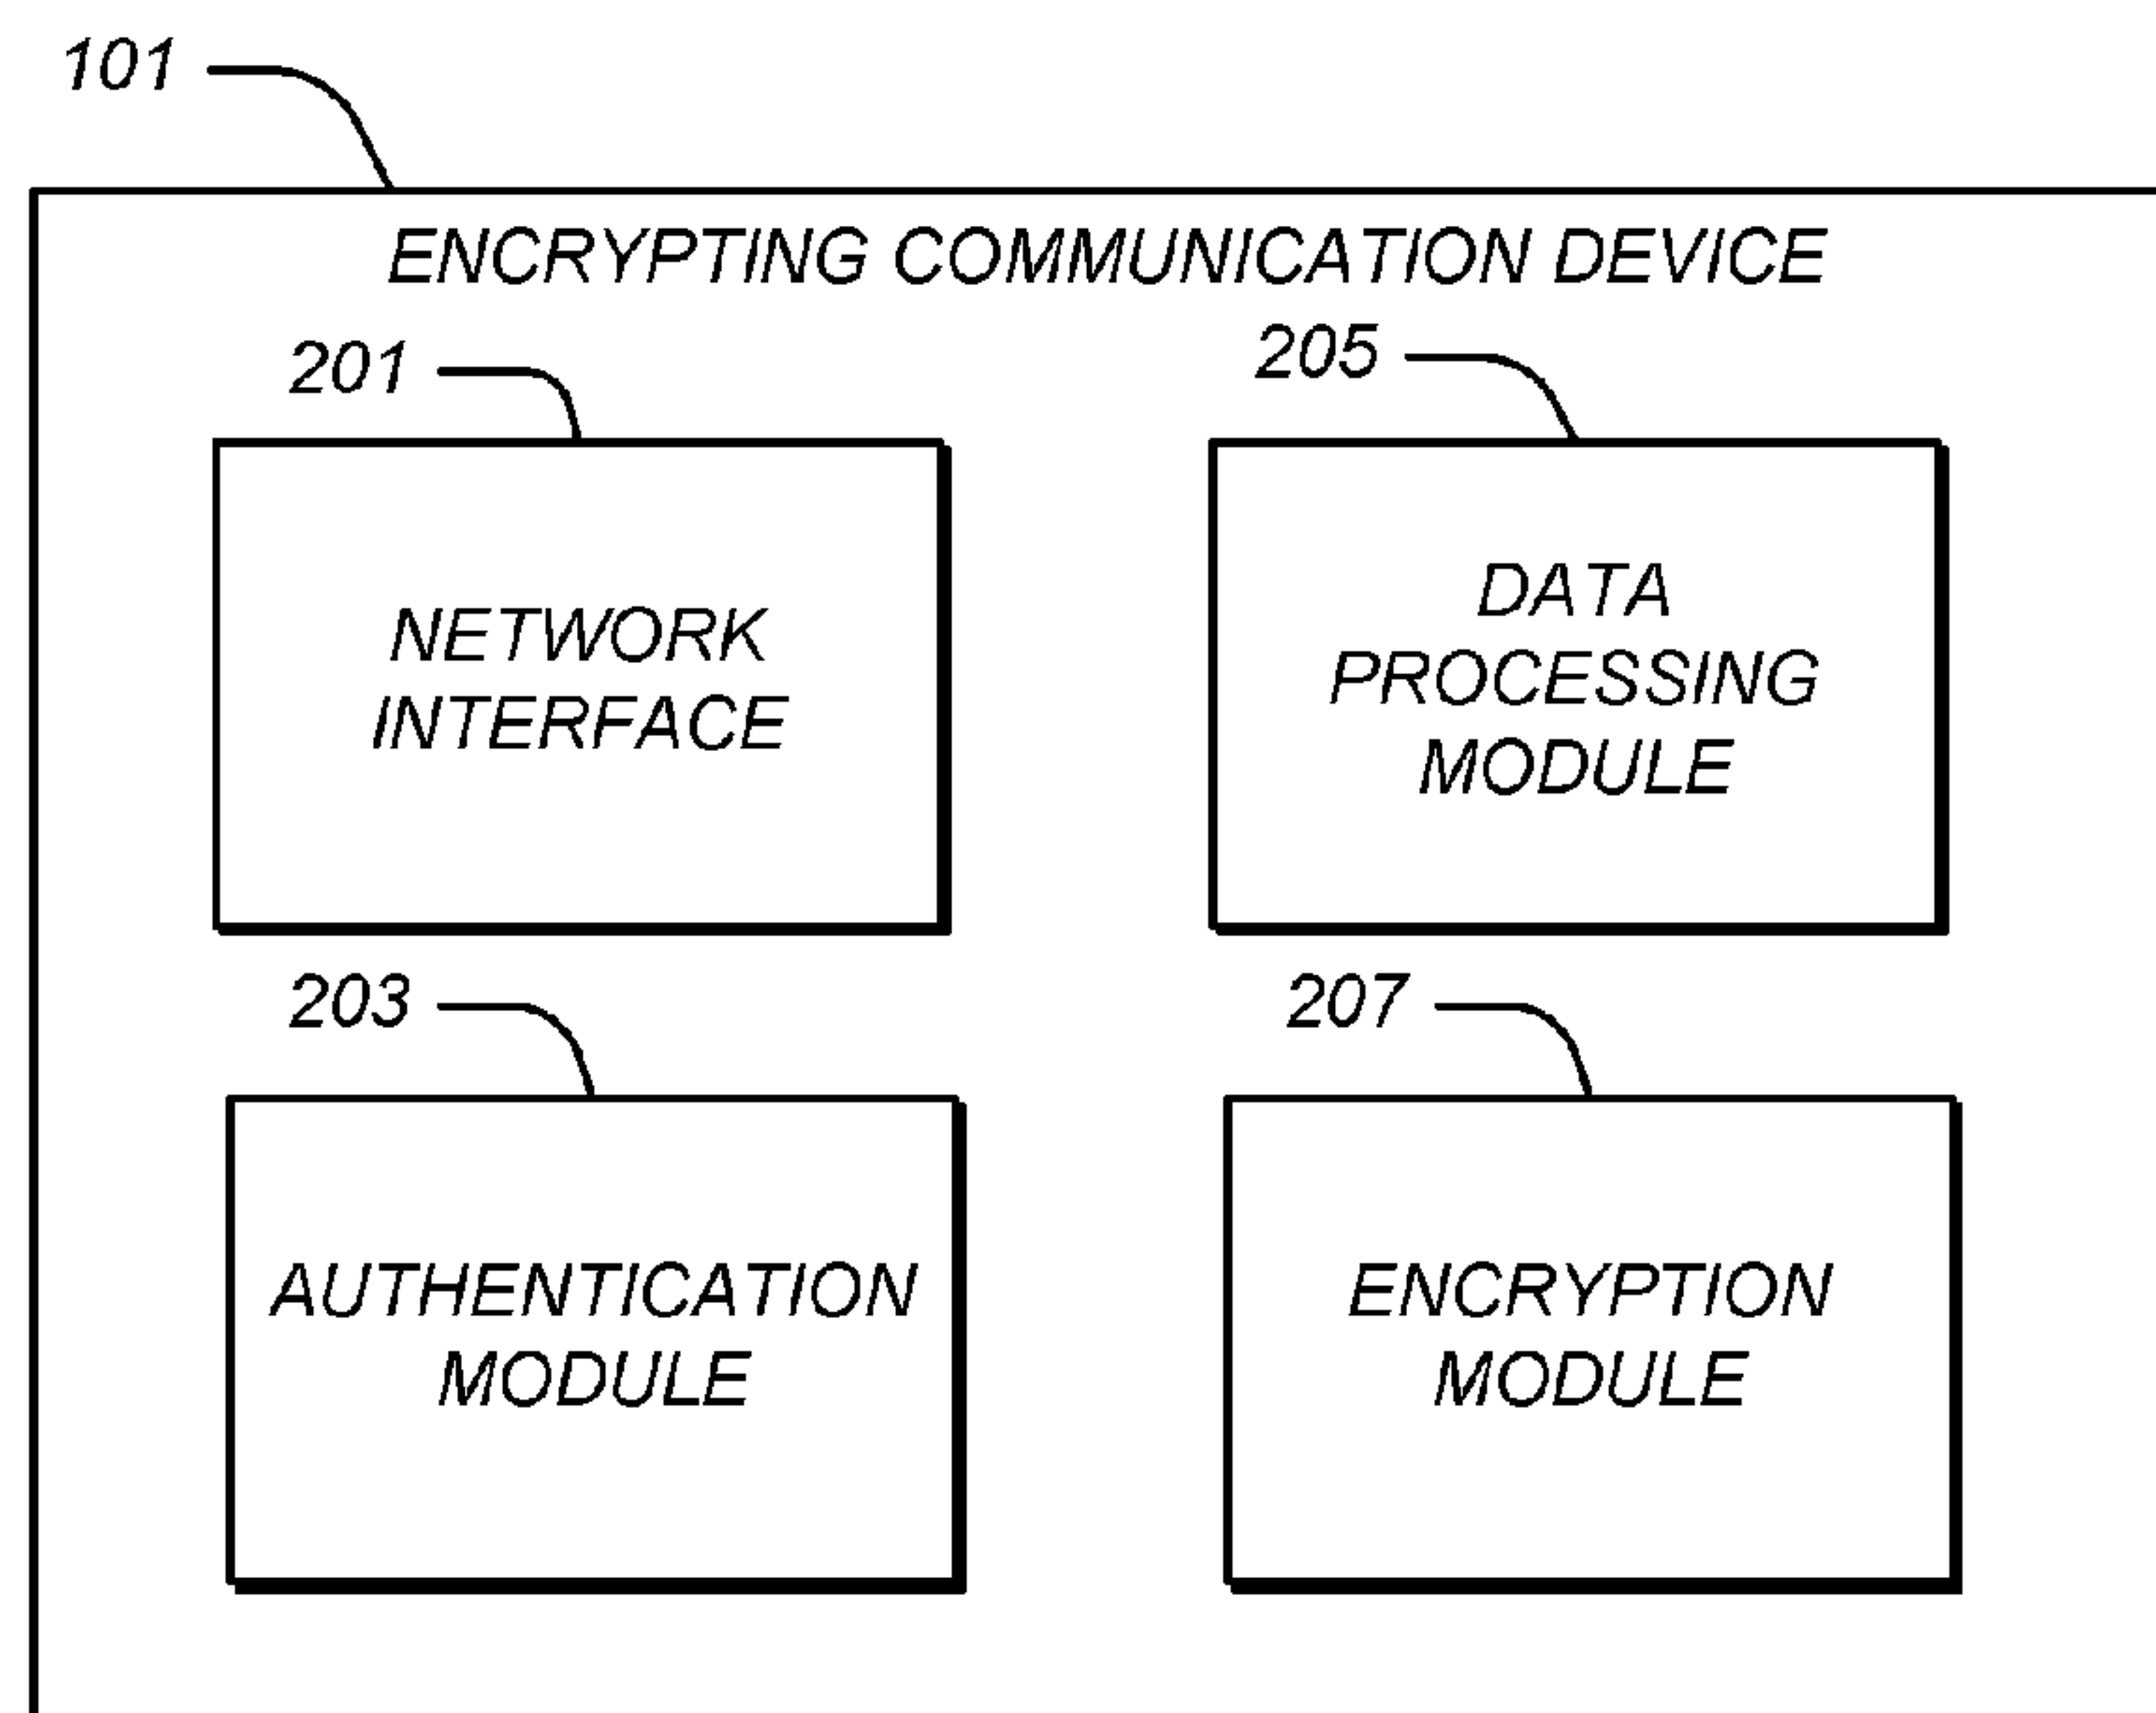 101
ENCRYPTING COMMUNICATION DEVICE
201
205
NETWORK
INTERFACE
DATA
PROCESSING
MODULE
203
207
AUTHENTICATION
MODULE
ENCRYPTION
MODULE